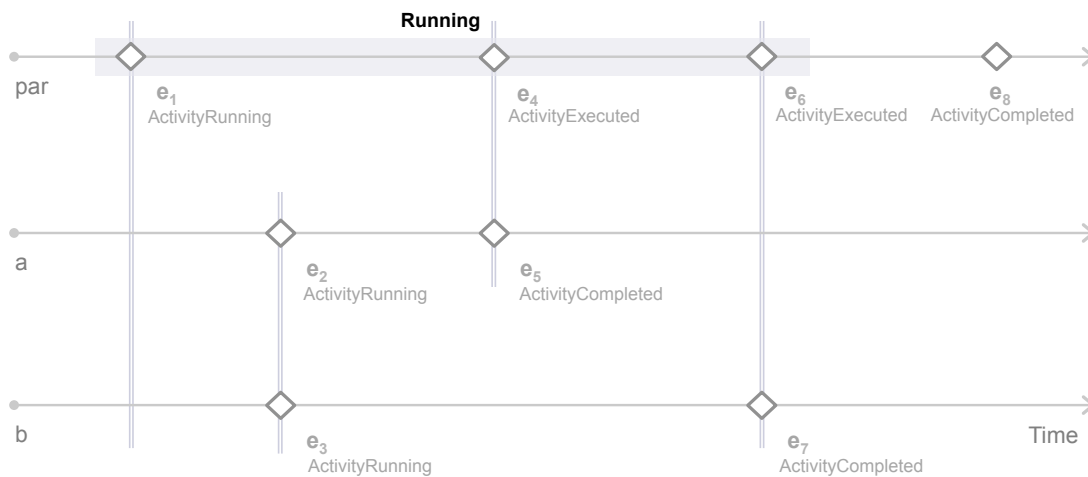 Running
par
e1
ActivityRunning
e4
ActivityExecuted
e6
ActivityExecuted
e8
ActivityCompleted
a
e2
ActivityRunning
e5
ActivityCompleted
b
Time
e3
ActivityRunning
e7
ActivityCompleted